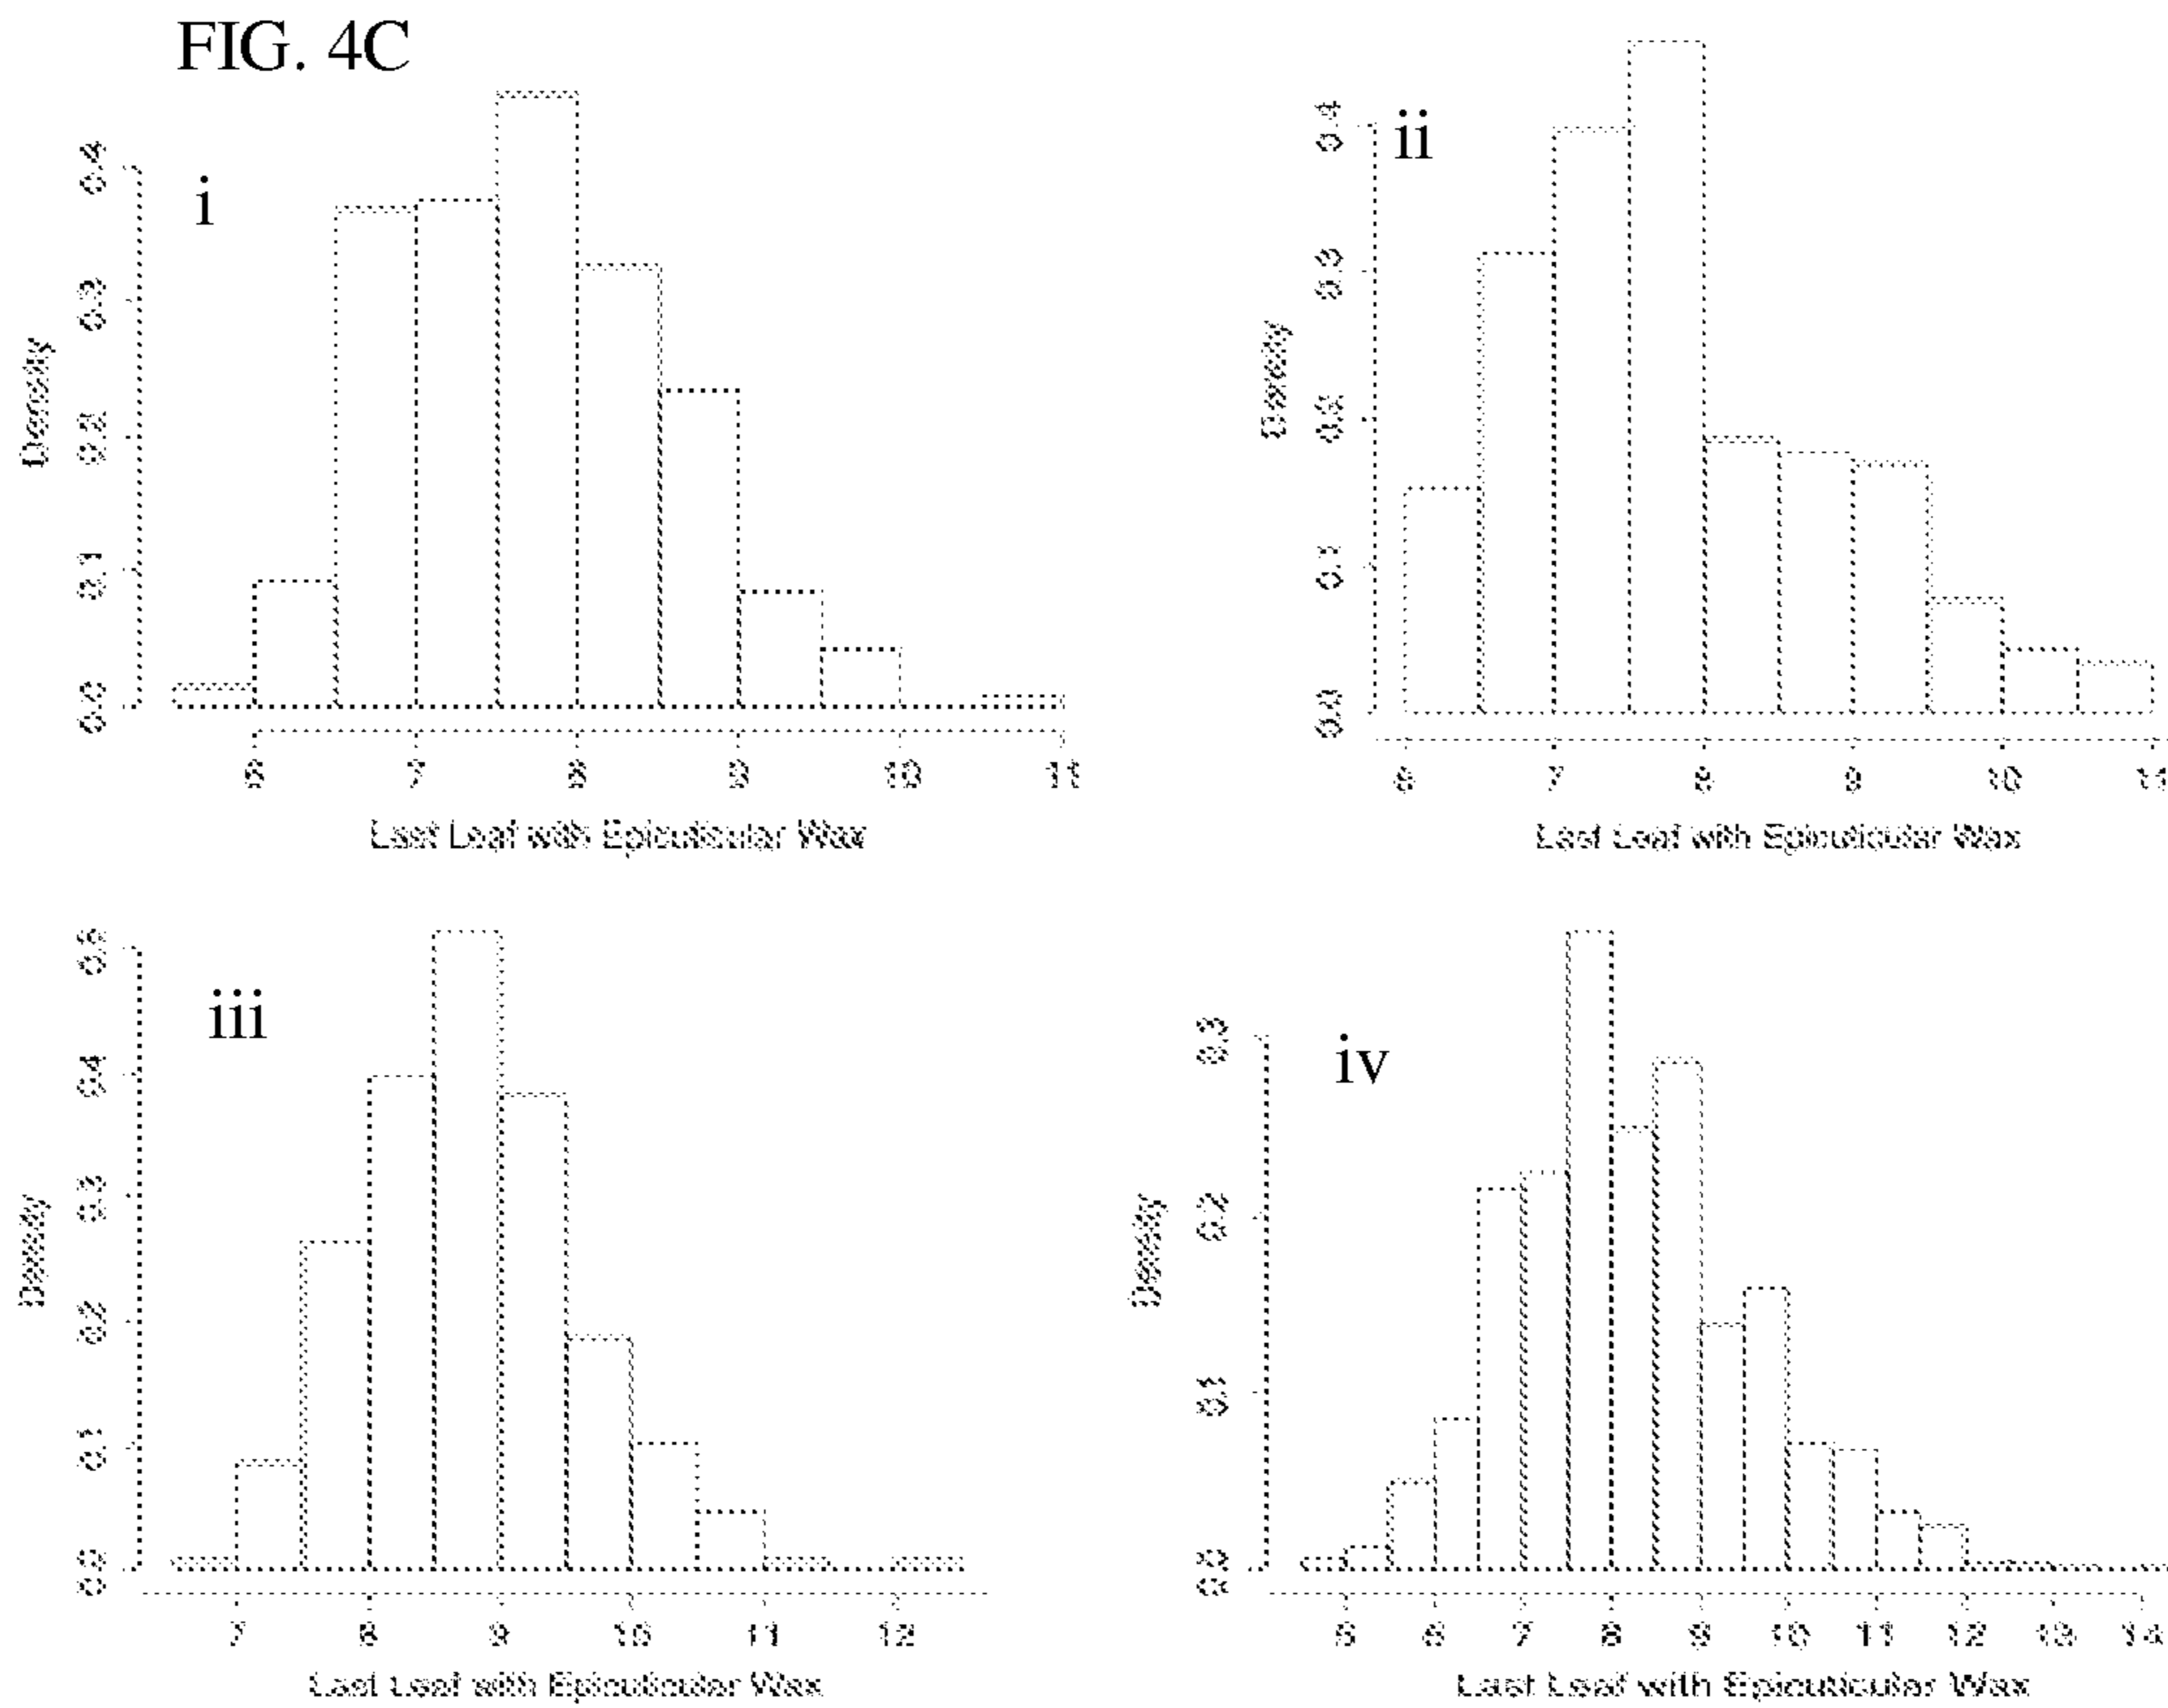 FIG. 4C
i
Density
0.0 0.1 0.2 0.3 0.4
6 7 8 9 10 11
Last Leaf with Epicuticular Wax
ii
Density
0.0 0.1 0.2 0.3 0.4
6 7 8 9 10 11
Last Leaf with Epicuticular Wax
iii
Density
0.0 0.1 0.2 0.3 0.4 0.5
7 8 9 10 11 12
Last Leaf with Epicuticular Wax
iv
Density
0.0 0.1 0.2 0.3
5 6 7 8 9 10 11 12 13 14
Last Leaf with Epicuticular Wax